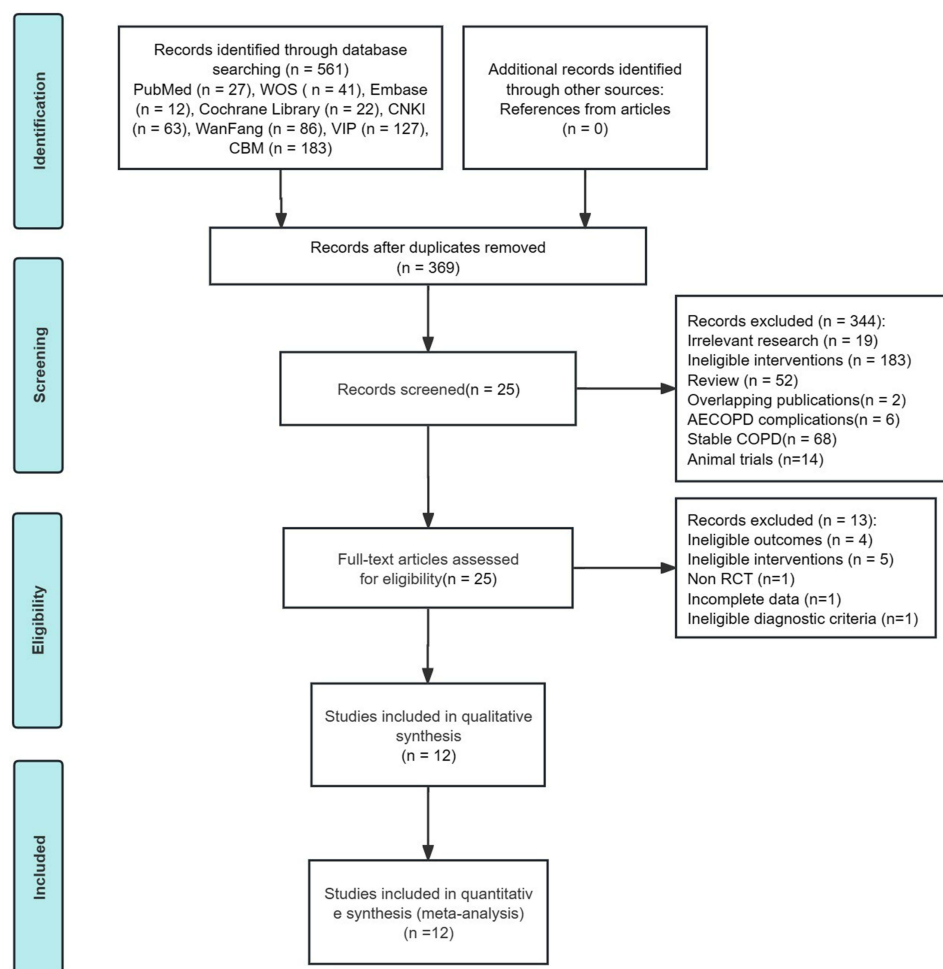 Identification
Records identified through database
searching (n = 561)
PubMed (n = 27), WOS ( n = 41), Embase
(n = 12), Cochrane Library (n = 22), CNKI
(n = 63), WanFang (n = 86), VIP (n = 127),
CBM (n = 183)
Additional records identified
through other sources:
References from articles
(n = 0)
Records after duplicates removed
(n = 369)
Screening
Records screened(n = 25)
Records excluded (n = 344):
Irrelevant research (n = 19)
Ineligible interventions (n = 183)
Review (n = 52)
Overlapping publications(n = 2)
AECOPD complications(n = 6)
Stable COPD(n = 68)
Animal trials (n=14)
Eligibility
Full-text articles assessed
for eligibility(n = 25)
Records excluded (n = 13):
Ineligible outcomes (n = 4)
Ineligible interventions (n = 5)
Non RCT (n=1)
Incomplete data (n=1)
Ineligible diagnostic criteria (n=1)
Studies included in qualitative
synthesis
(n = 12)
Included
Studies included in quantitativ
e synthesis (meta-analysis)
(n =12)